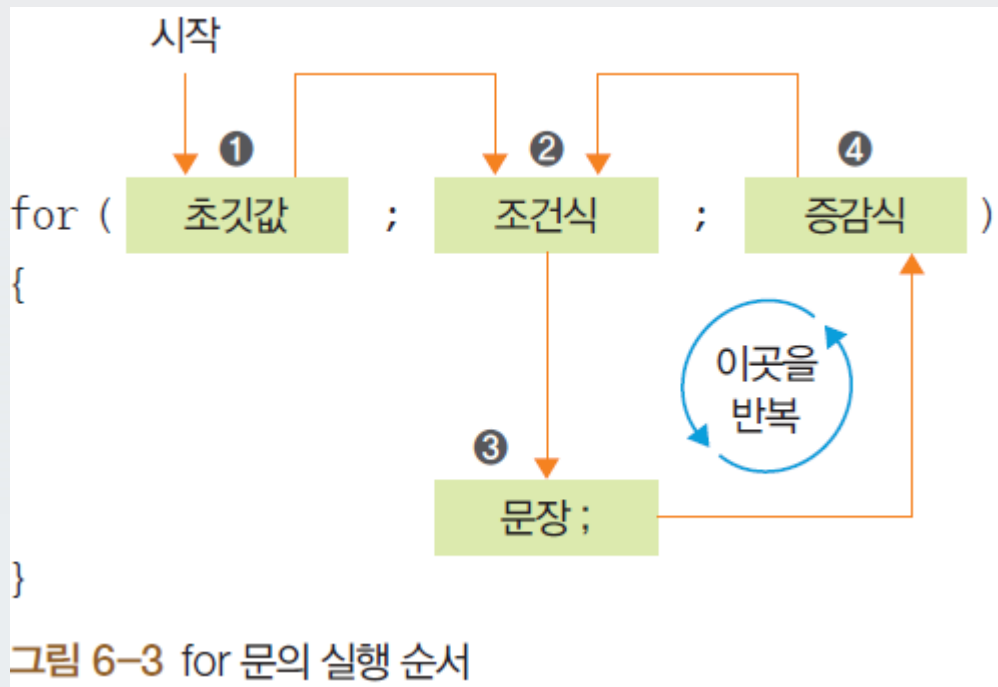 시작
❶ ❷ ❹
for ( 초깃값 ; 조건식 ; 증감식 )
{
이곳을
반복
❸
문장 ;
}
그림 6-3 for 문의 실행 순서